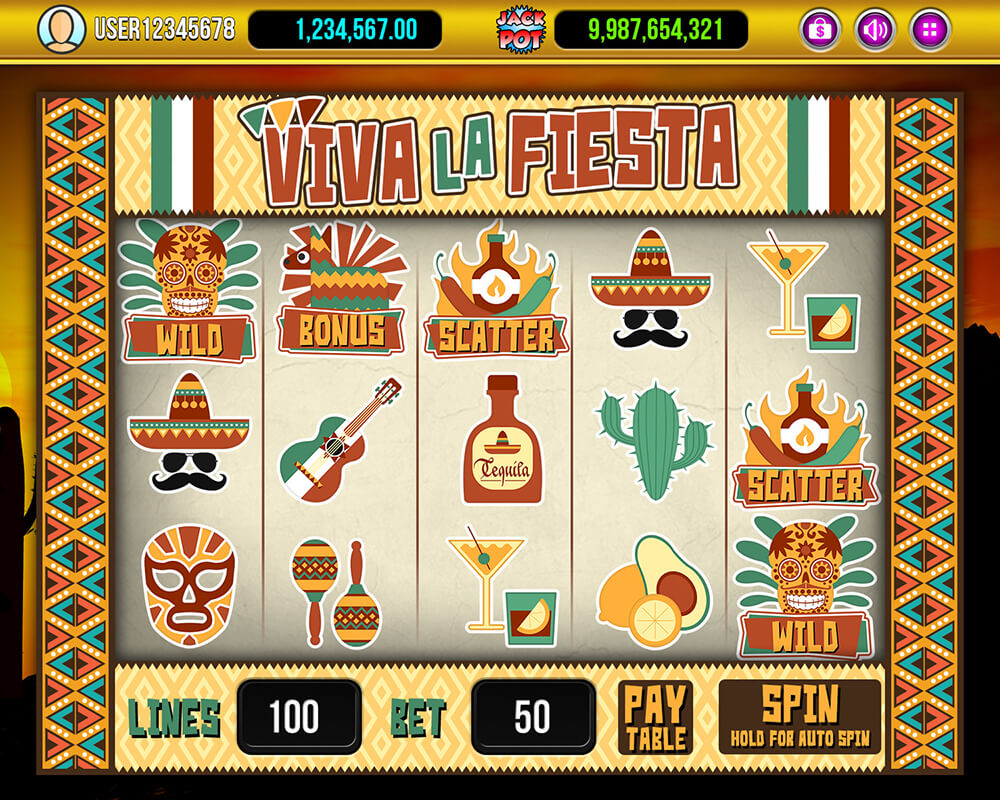 USER12345678
1,234,567.00
JACK
POT
9,987,654,321
$
VIVA LA FIESTA
WILD
BONUS
SCATTER
Tequila
SCATTER
WILD
LINES
100
BET
50
PAY
TABLE
SPIN
HOLD FOR AUTO SPIN